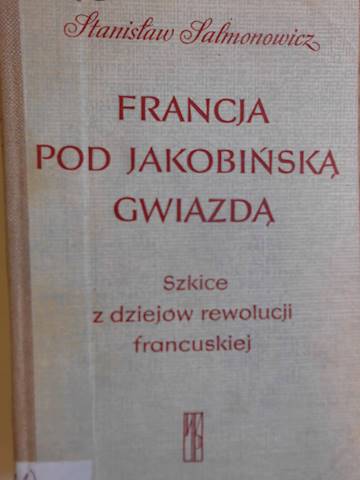 Stanisław Salmonowicz
FRANCJA
POD JAKOBIŃSKĄ
GWIAZDĄ
Szkice
z dziejów rewolucji
francuskiej